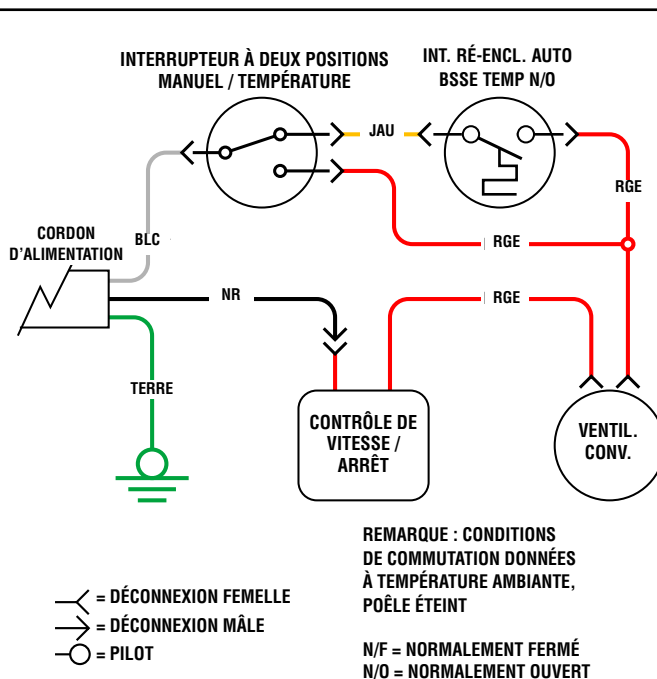 INTERRUPTEUR À DEUX POSITIONS
MANUEL / TEMPÉRATURE
INT. RÉ-ENCL. AUTO
BSSE TEMP N/O
JAU
RGE
CORDON
D'ALIMENTATION
BLC
RGE
NR
RGE
TERRE
CONTRÔLE DE
VITESSE /
ARRÊT
VENTIL.
CONV.
REMARQUE : CONDITIONS
DE COMMUTATION DONNÉES
À TEMPÉRATURE AMBIANTE,
POÊLE ÉTEINT
= DÉCONNEXION FEMELLE
= DÉCONNEXION MÂLE
= PILOT
N/F = NORMALEMENT FERMÉ
N/O = NORMALEMENT OUVERT